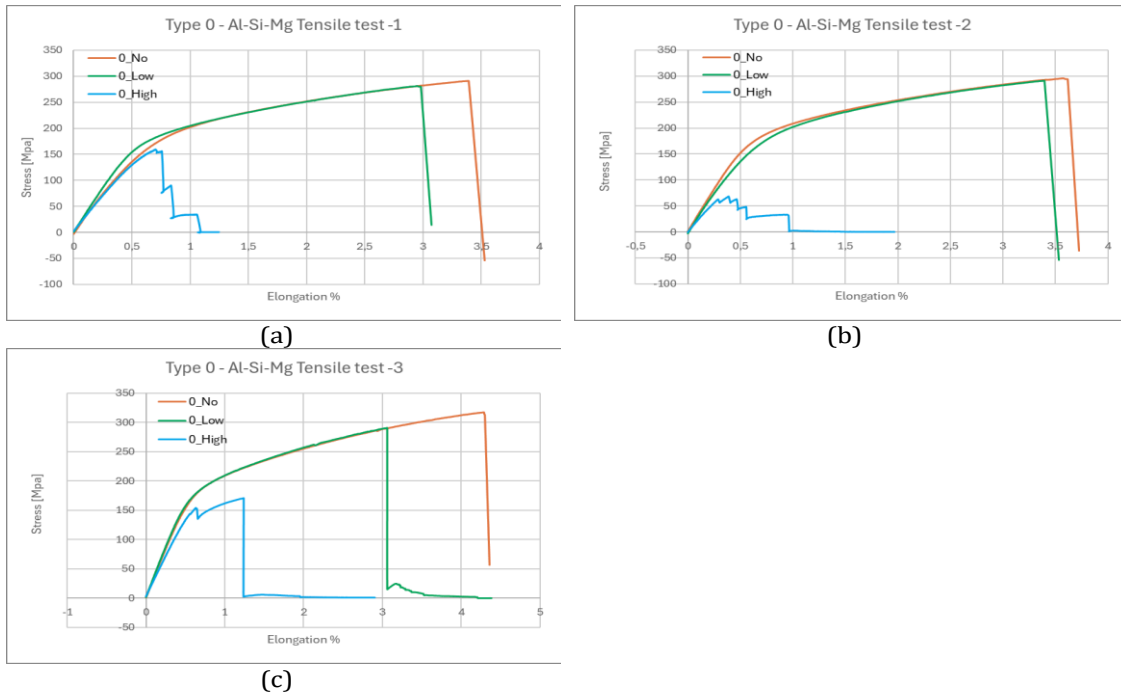 Type 0 - Al-Si-Mg Tensile test -1
350
300
250
200
150
100
50
0
-50
-100
0_No
0_Low
0_High
Stress [Mpa]
0 0,5 1 1,5 2 2,5 3 3,5 4
Elongation %
(a)
Type 0 - Al-Si-Mg Tensile test -2
350
300
250
200
150
100
50
0
-50
-100
0_No
0_Low
0_High
Stress [Mpa]
-0,5 0 0,5 1 1,5 2 2,5 3 3,5 4
Elongation %
(b)
Type 0 - Al-Si-Mg Tensile test -3
350
300
250
200
150
100
50
0
-50
0_No
0_Low
0_High
Stress [Mpa]
-1 0 1 2 3 4 5
Elongation %
(c)